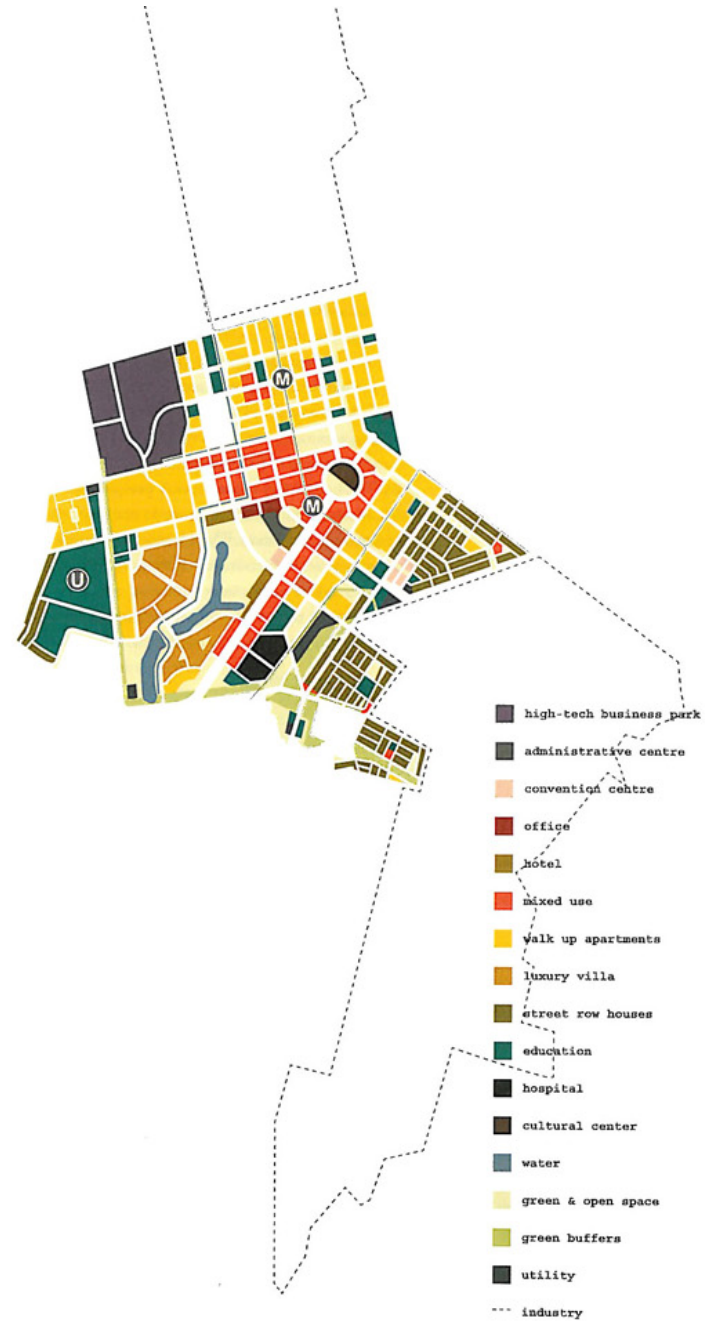 M
M
U
high-tech business park
administrative centre
convention centre
office
hotel
mixed use
walk up apartments
luxury villa
street row houses
education
hospital
cultural center
water
green & open space
green buffers
utility
industry